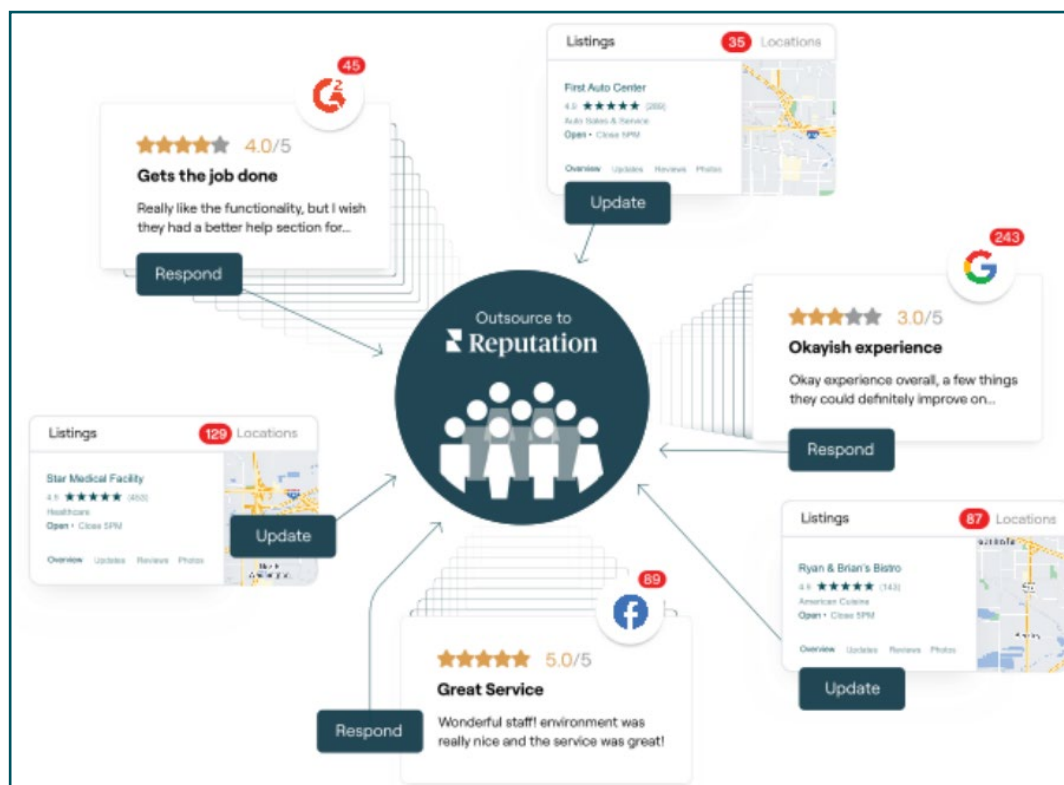 Listings 35 Locations
First Auto Center
Auto Sales & Service
Open • Close 5PM
Overview Updates Reviews Photos
Update
45
G2
4.0/5
Gets the job done
Really like the functionality, but I wish
they had a better help section for...
Respond
243
G
3.0/5
Okayish experience
Okay experience overall, a few things
they could definitely improve on...
Respond
Outsource to
Reputation
Listings 129 Locations
Star Medical Facility
Healthcare
Open • Close 5PM
Overview Updates Reviews Photos
Update
Listings 87 Locations
Ryan & Brian's Bistro
4.9 (143)
American Cuisine
Open • Close 5PM
Overview Updates Reviews Photos
Update
89
f
5.0/5
Great Service
Wonderful staff! environment was
really nice and the service was great!
Respond